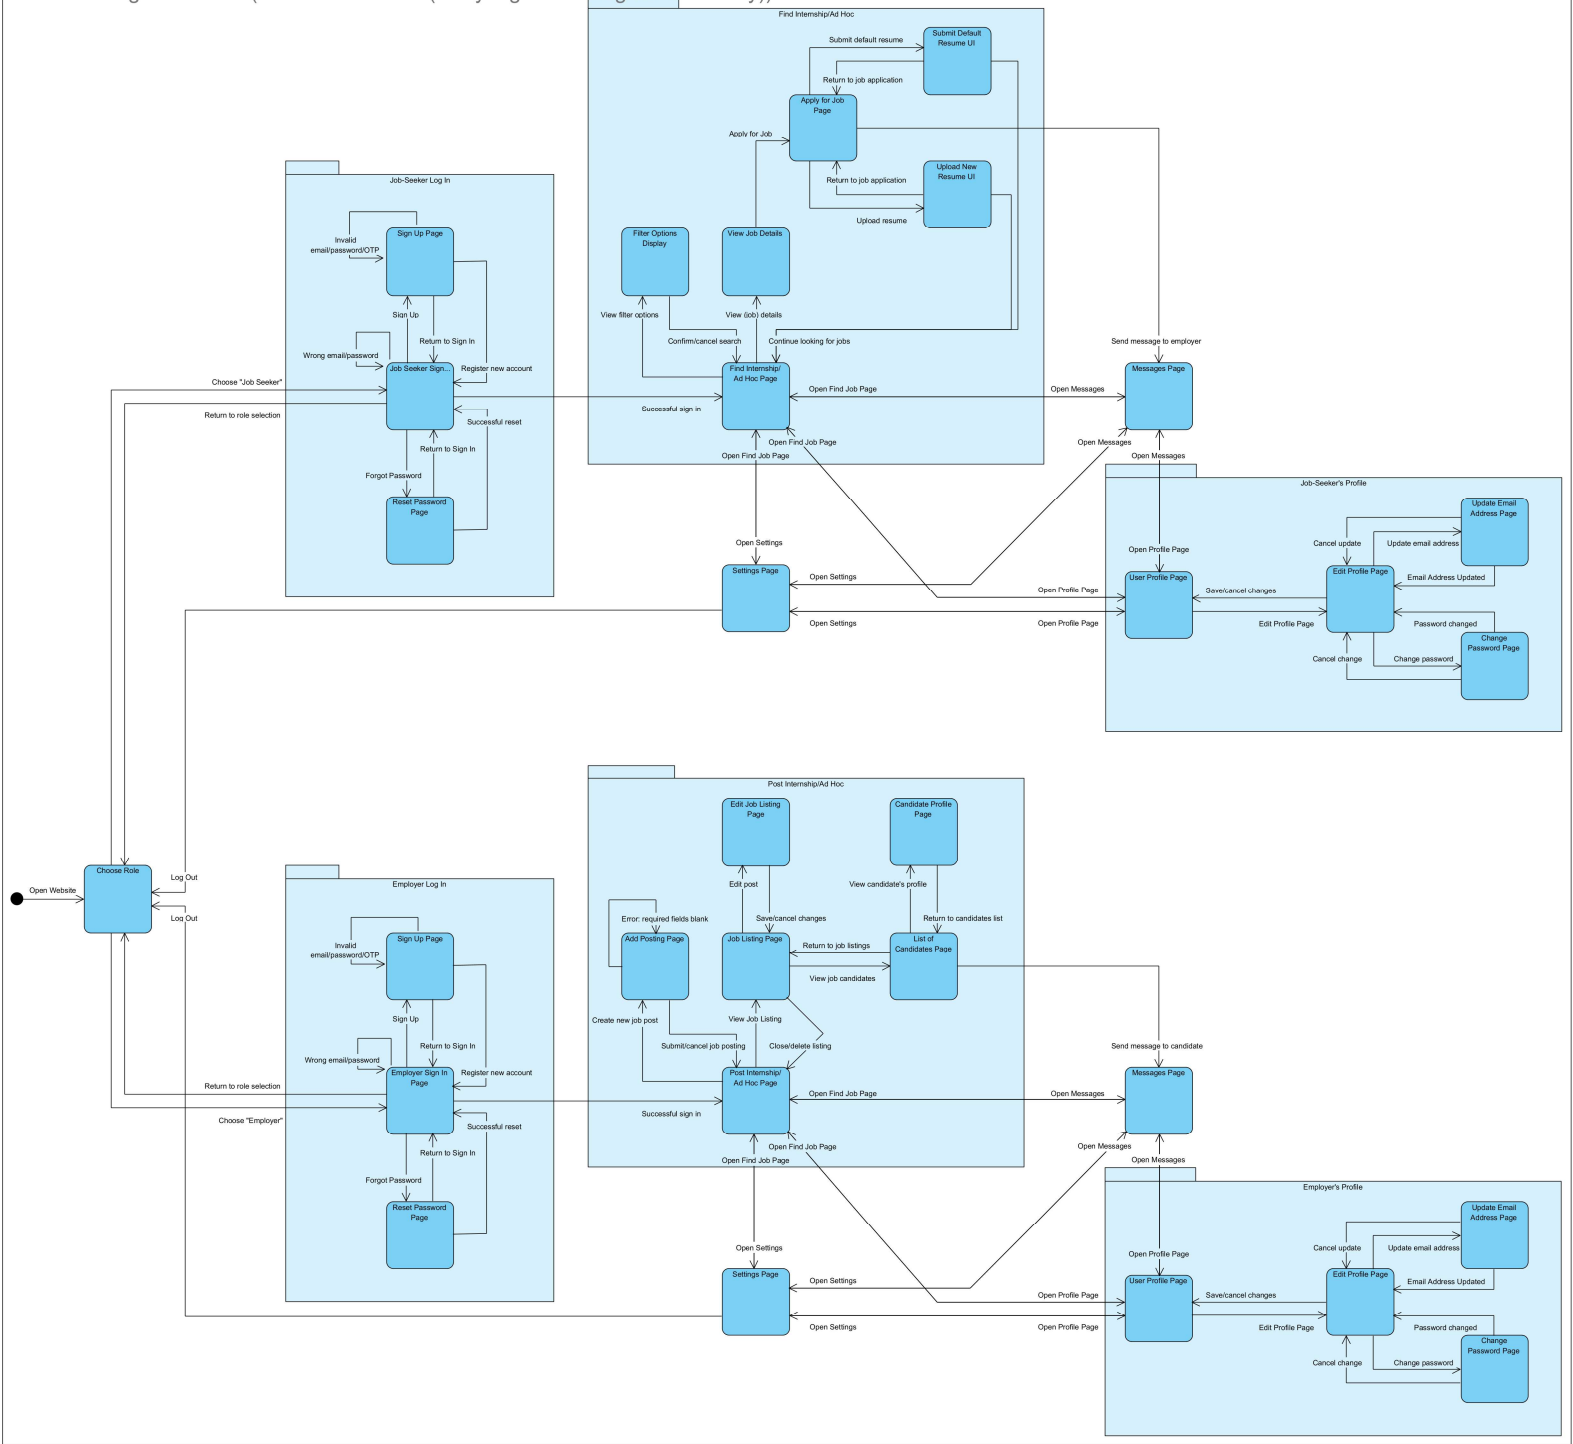 Find Internship/Ad Hoc
Submit default resume
Submit Default
Resume UI
Return to job application
Apply for Job
Page
Apply for Job
Upload New
Resume UI
Return to job application
Upload resume
Filter Options
Display
View Job Details
View filter options
View (job) details
Confirm/cancel search
Continue looking for jobs
Find Internship/
Ad Hoc Page
Job-Seeker Log In
Sign Up Page
Invalid
email/password/OTP
Sign Up
Return to Sign In
Wrong email/password
Job Seeker Sign...
Register new account
Choose "Job Seeker"
Return to role selection
Successful reset
Return to Sign In
Forgot Password
Reset Password
Page
Successful sign in
Open Find Job Page
Open Messages
Send message to employer
Messages Page
Open Find Job Page
Open Find Job Page
Open Messages
Open Messages
Open Settings
Settings Page
Open Settings
Open Settings
Open Profile Page
Open Profile Page
Open Profile Page
Job-Seeker's Profile
Update Email
Address Page
Cancel update
Update email address
Edit Profile Page
Email Address Updated
User Profile Page
Save/cancel changes
Edit Profile Page
Password changed
Change
Password Page
Cancel change
Change password
Open Website
Choose Role
Log Out
Log Out
Post Internship/Ad Hoc
Edit Job Listing
Page
Candidate Profile
Page
Edit post
View candidate's profile
Error: required fields blank
Save/cancel changes
Return to candidates list
Add Posting Page
Job Listing Page
List of
Candidates Page
Return to job listings
View job candidates
Create new job post
View Job Listing
Submit/cancel job posting
Close/delete listing
Post Internship/
Ad Hoc Page
Employer Log In
Sign Up Page
Invalid
email/password/OTP
Sign Up
Return to Sign In
Wrong email/password
Employer Sign In
Page
Register new account
Return to role selection
Choose "Employer"
Successful reset
Return to Sign In
Forgot Password
Reset Password
Page
Successful sign in
Open Find Job Page
Open Messages
Send message to candidate
Messages Page
Open Find Job Page
Open Find Job Page
Open Messages
Open Messages
Open Settings
Settings Page
Open Settings
Open Settings
Open Profile Page
Open Profile Page
Open Profile Page
Employer's Profile
Update Email
Address Page
Cancel update
Update email address
Edit Profile Page
Email Address Updated
User Profile Page
Save/cancel changes
Edit Profile Page
Password changed
Change
Password Page
Cancel change
Change password